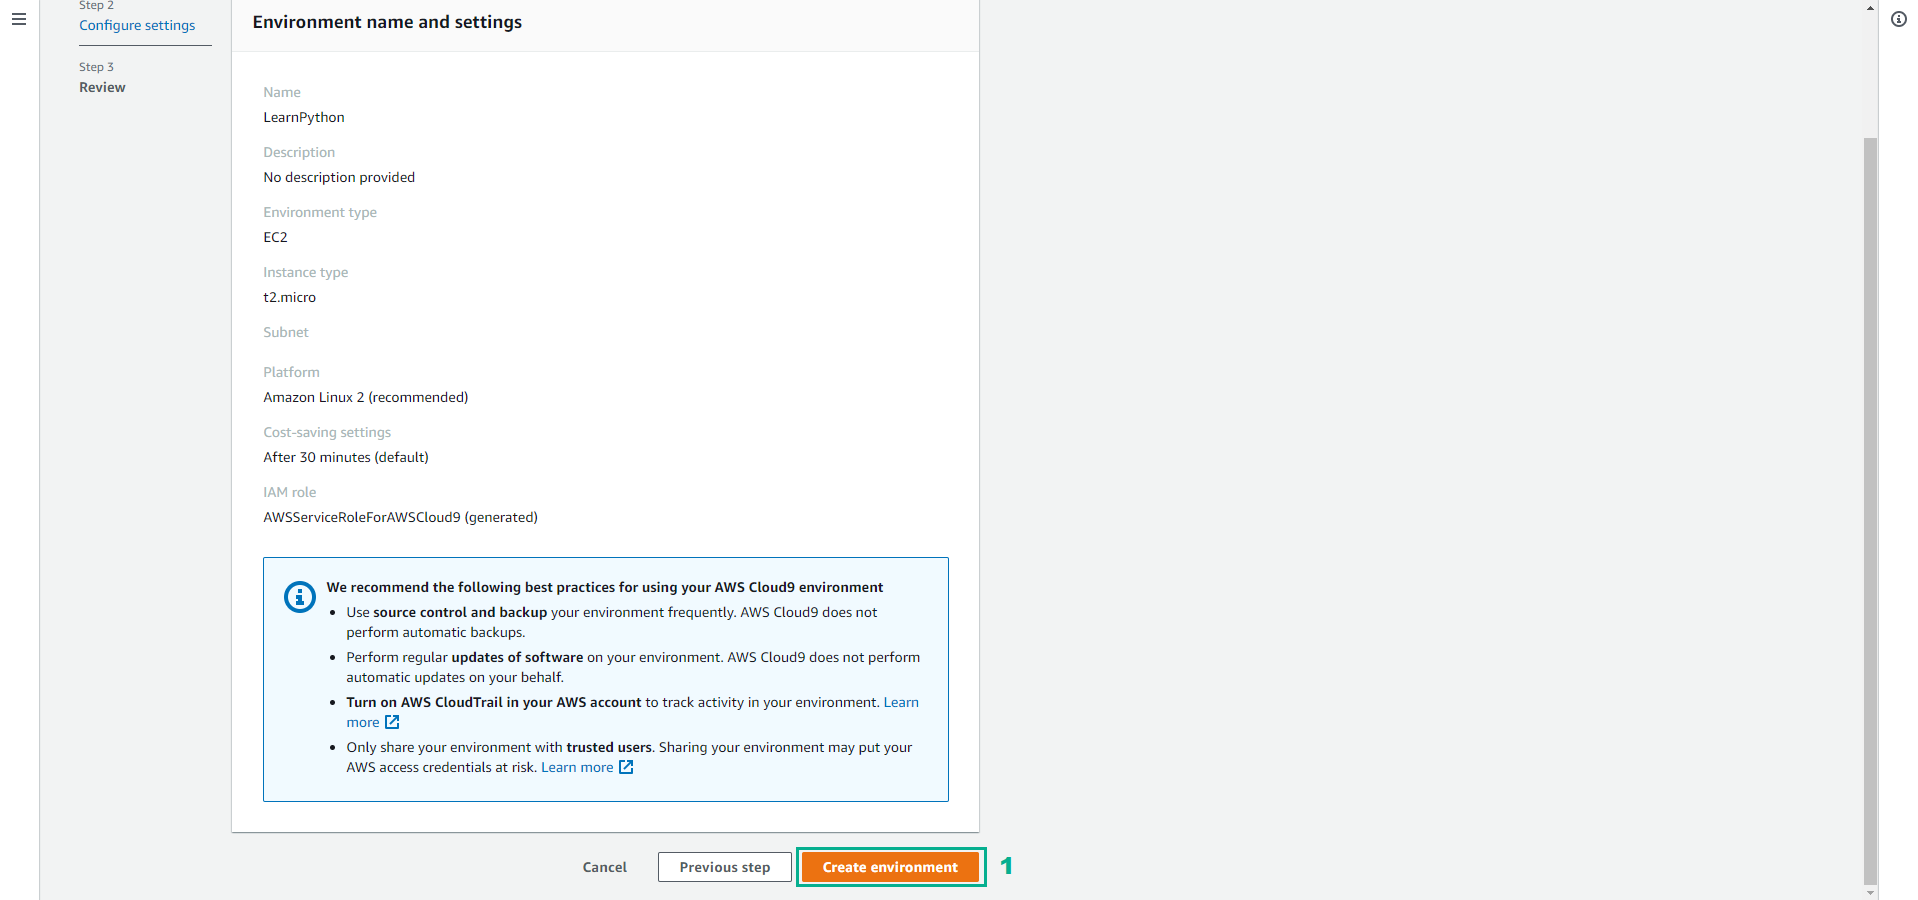 Step 2
Configure settings
Step 3
Review
Environment name and settings
Name
LearnPython
Description
No description provided
Environment type
EC2
Instance type
t2.micro
Subnet
Platform
Amazon Linux 2 (recommended)
Cost-saving settings
After 30 minutes (default)
IAM role
AWSServiceRoleForAWSCloud9 (generated)
We recommend the following best practices for using your AWS Cloud9 environment
• Use source control and backup your environment frequently. AWS Cloud9 does not
perform automatic backups.
• Perform regular updates of software on your environment. AWS Cloud9 does not perform
automatic updates on your behalf.
• Turn on AWS CloudTrail in your AWS account to track activity in your environment. Learn
more
• Only share your environment with trusted users. Sharing your environment may put your
AWS access credentials at risk. Learn more
Cancel
Previous step
Create environment
1